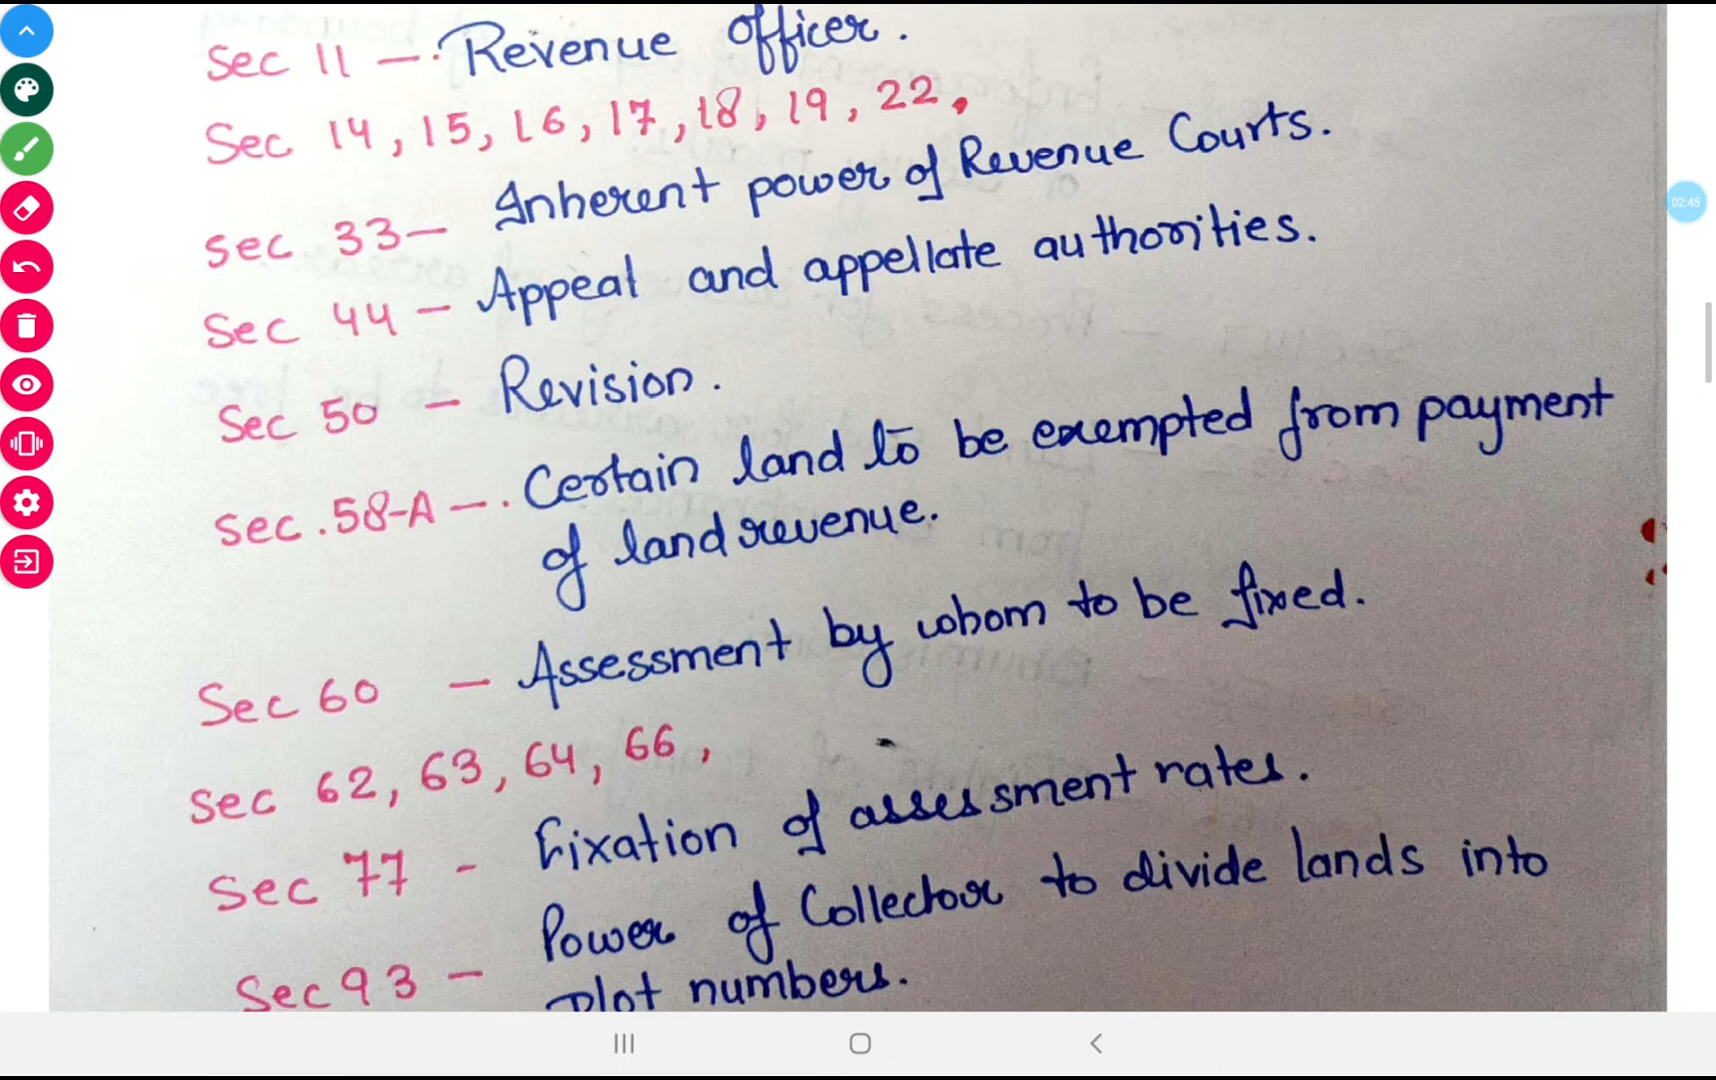 Sec 11 - Revenue officer.
Sec 14, 15, 16, 17, 18, 19, 22,
Sec 33 - Inherent power of Revenue Courts.
Sec 44 - Appeal and appellate authorities.
Sec 50 - Revision.
Sec. 58-A - Certain land to be exempted from payment
of land revenue.
Sec 60 - Assessment by whom to be fixed.
Sec 62, 63, 64, 66,
Sec 77 - Fixation of assessment rates.
Sec 93 - Power of Collector to divide lands into
plot numbers.
02:45